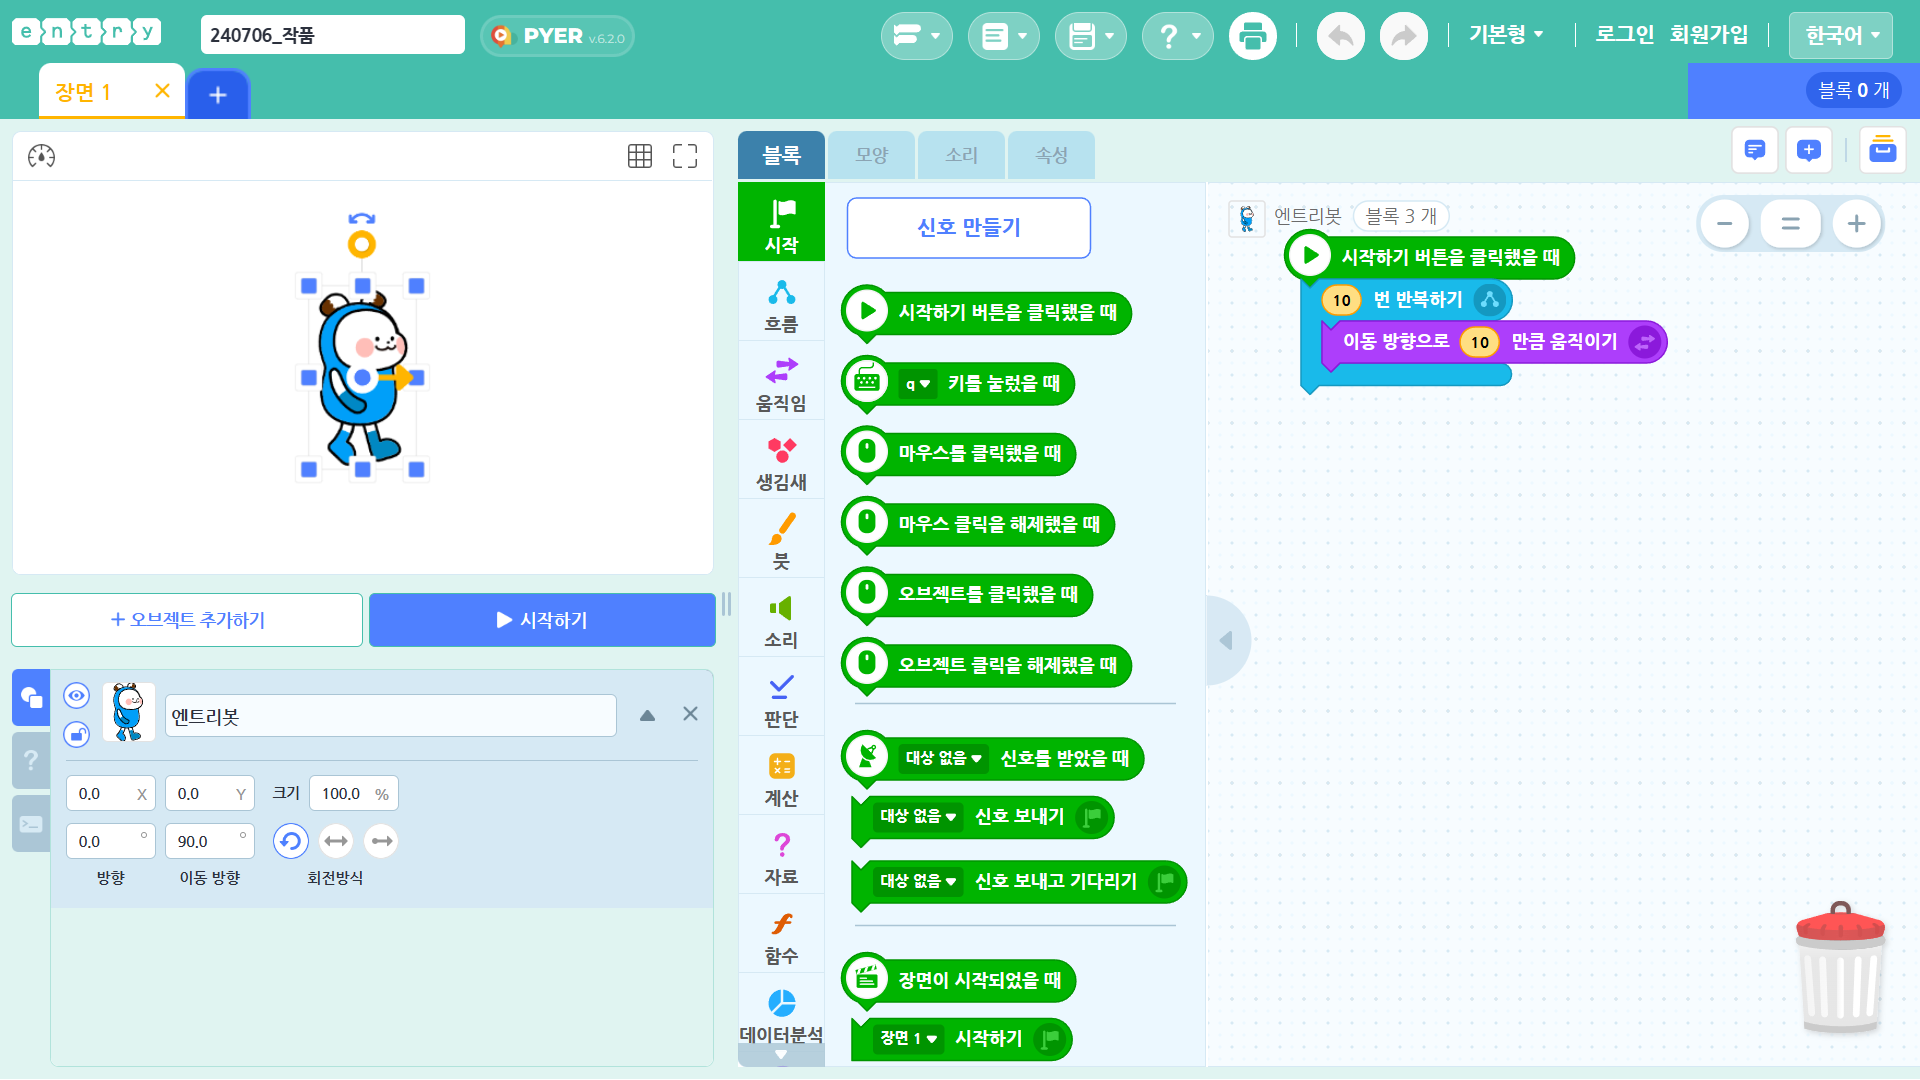 entry
240706_작품
PYER v.6.2.0
기본형
로그인
회원가입
한국어
장면 1
블록 0 개
블록
모양
소리
속성
시작
흐름
움직임
생김새
붓
소리
판단
계산
자료
함수
데이터분석
신호 만들기
시작하기 버튼을 클릭했을 때
q 키를 눌렀을 때
마우스를 클릭했을 때
마우스 클릭을 해제했을 때
오브젝트를 클릭했을 때
오브젝트 클릭을 해제했을 때
대상 없음 신호를 받았을 때
대상 없음 신호 보내기
대상 없음 신호 보내고 기다리기
장면이 시작되었을 때
장면 1 시작하기
엔트리봇
블록 3 개
시작하기 버튼을 클릭했을 때
10 번 반복하기
이동 방향으로 10 만큼 움직이기
+ 오브젝트 추가하기
시작하기
엔트리봇
0.0 X
0.0 Y
크기
100.0 %
0.0 °
90.0 °
방향
이동 방향
회전방식